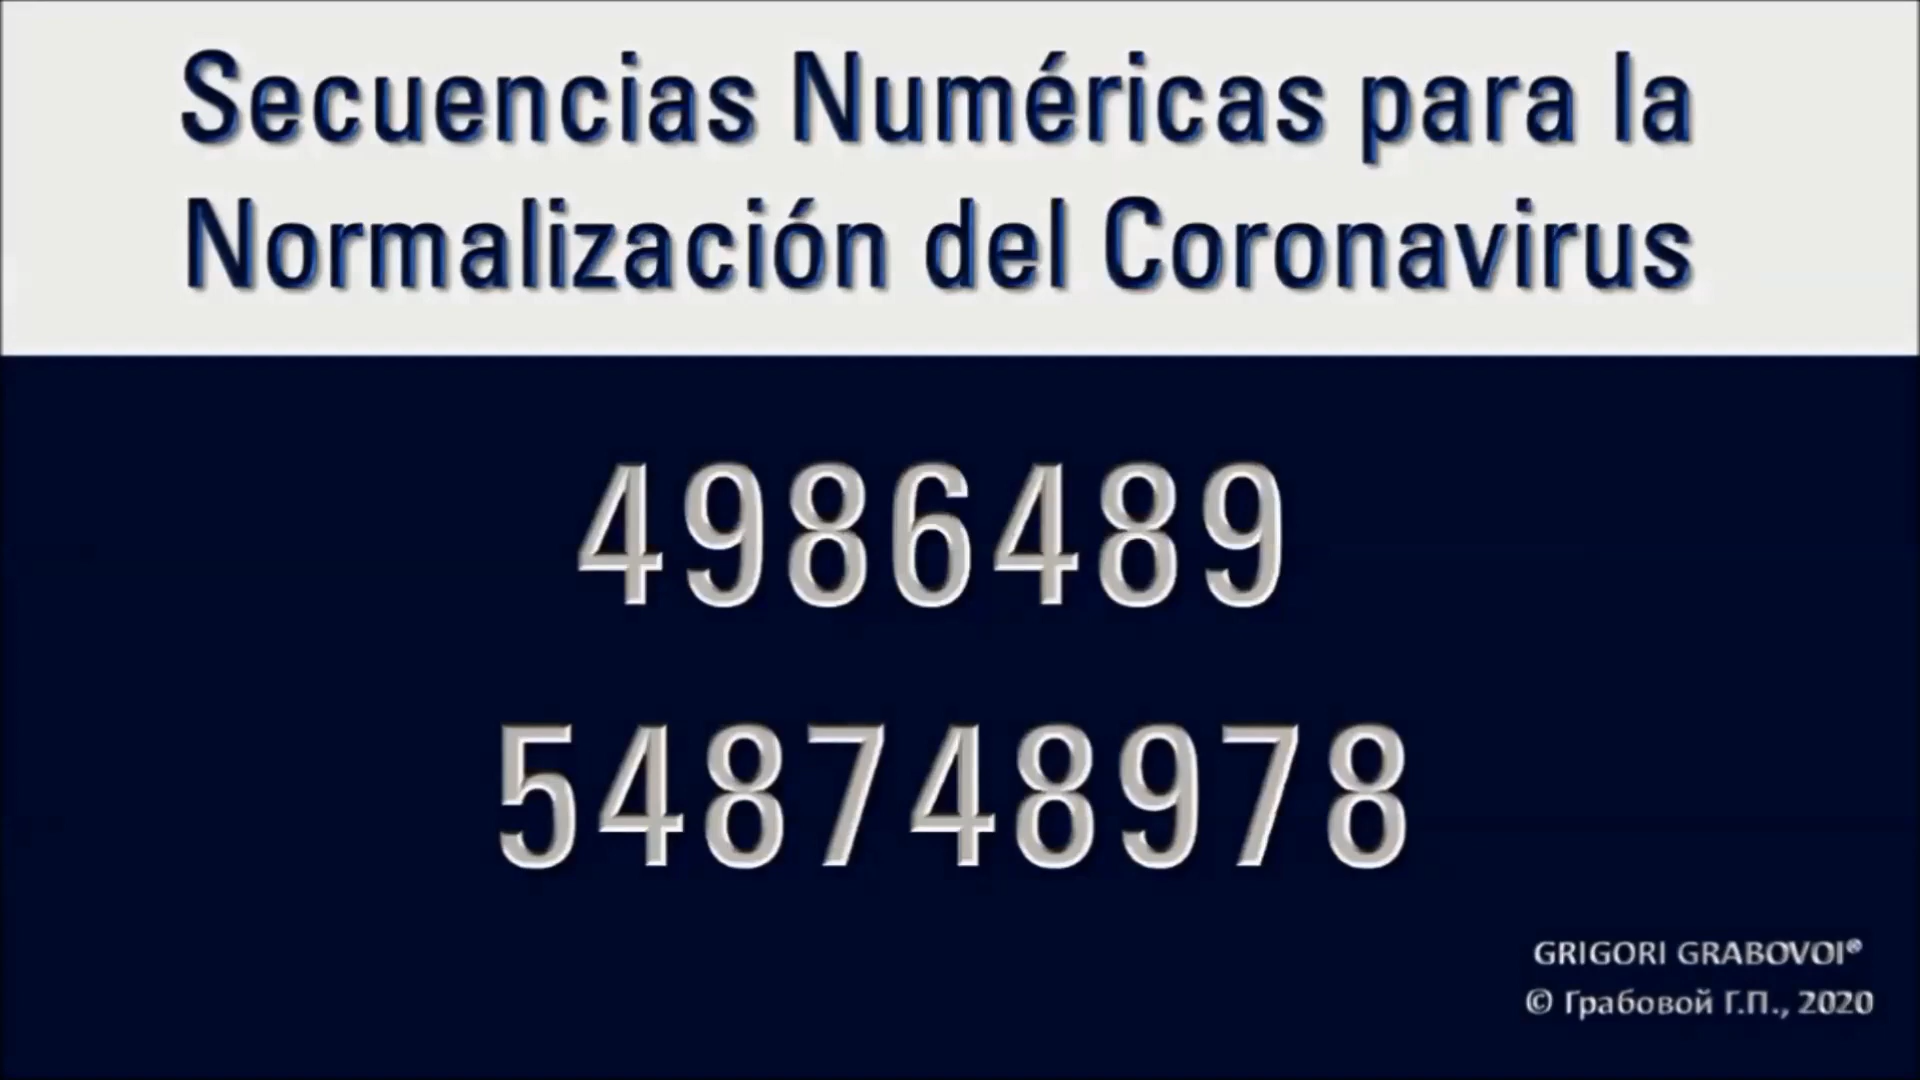 Secuencias Numéricas para la
Normalización del Coronavirus
4986489
548748978
GRIGORI GRABOVOI®
© Грабовой Г.П., 2020